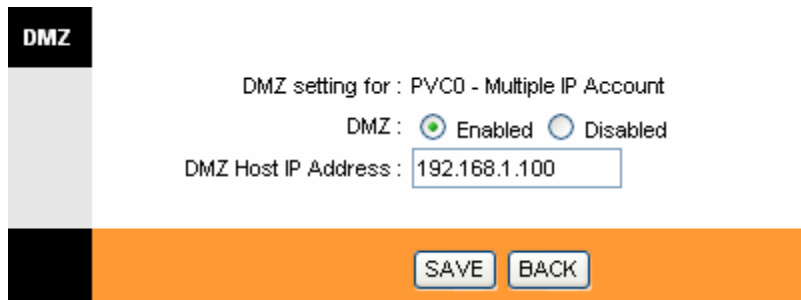 DMZ
DMZ setting for : PVC0 - Multiple IP Account
DMZ : Enabled Disabled
DMZ Host IP Address : 192.168.1.100
SAVE BACK